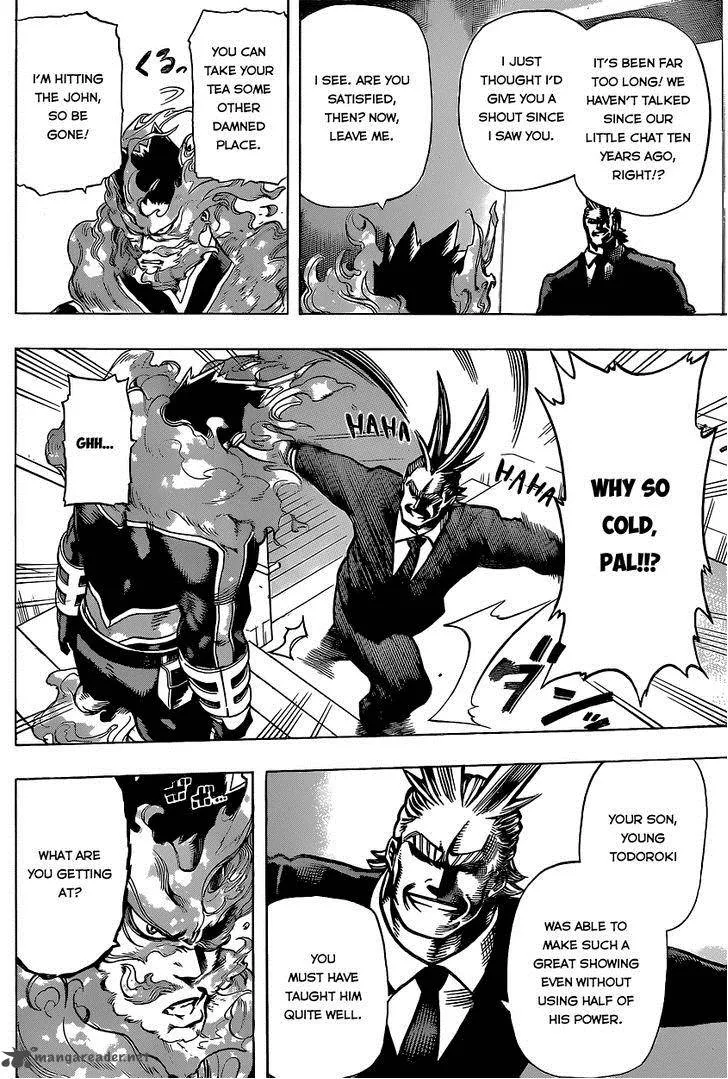 IT'S BEEN FAR
TOO LONG! WE
HAVEN'T TALKED
SINCE OUR
LITTLE CHAT TEN
YEARS AGO,
RIGHT!?
I JUST
THOUGHT I'D
GIVE YOU A
SHOUT SINCE
I SAW YOU.
I SEE. ARE YOU
SATISFIED,
THEN? NOW,
LEAVE ME.
YOU CAN
TAKE YOUR
TEA SOME
OTHER
DAMNED
PLACE.
くるっ
I'M HITTING
THE JOHN,
SO BE
GONE!
WHY SO
COLD,
PAL!!?
HAHA
HAHA
GHH...
YOUR SON,
YOUNG
TODOROKI
WAS ABLE TO
MAKE SUCH A
GREAT SHOWING
EVEN WITHOUT
USING HALF OF
HIS POWER.
YOU
MUST HAVE
TAUGHT HIM
QUITE WELL.
WHAT ARE
YOU GETTING
AT?
mangareader.net